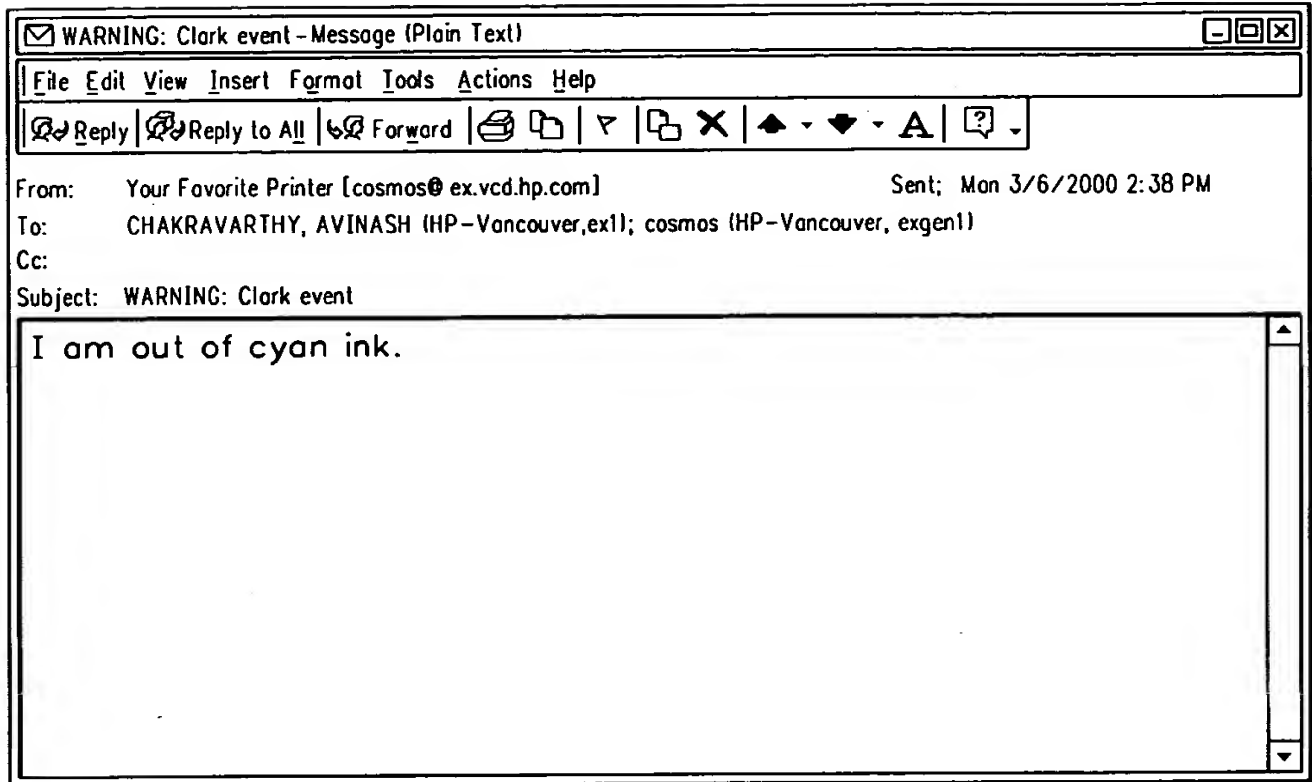 WARNING: Clark event - Message (Plain Text)
File Edit View Insert Format Tools Actions Help
Reply Reply to All Forward A ?
From: Your Favorite Printer [cosmos@ex.vcd.hp.com] Sent; Mon 3/6/2000 2:38 PM
To: CHAKRAVARTHY, AVINASH (HP-Vancouver,ex1); cosmos (HP-Vancouver, exgen1)
Cc:
Subject: WARNING: Clark event
I am out of cyan ink.